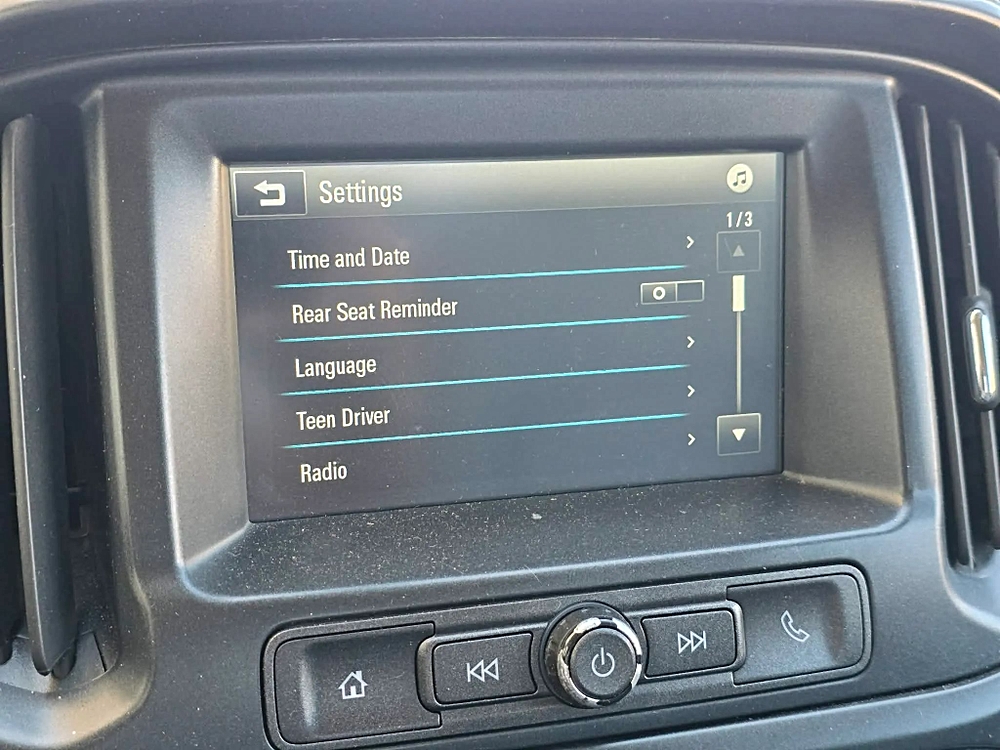 Settings
1/3
Time and Date
Rear Seat Reminder
Language
Teen Driver
Radio